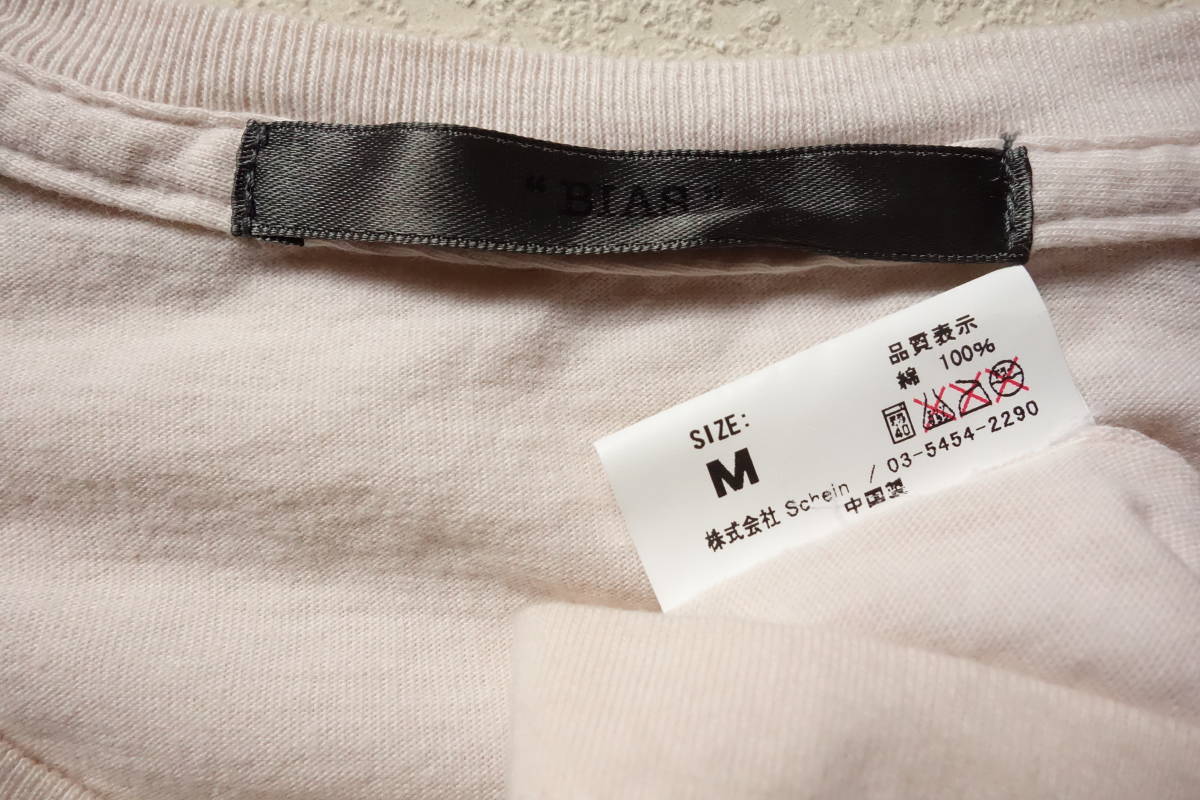 "BIAS"
品質表示
綿 100%
40
SIZE:
M
株式会社 Schein / 03-5454-2290
中国製